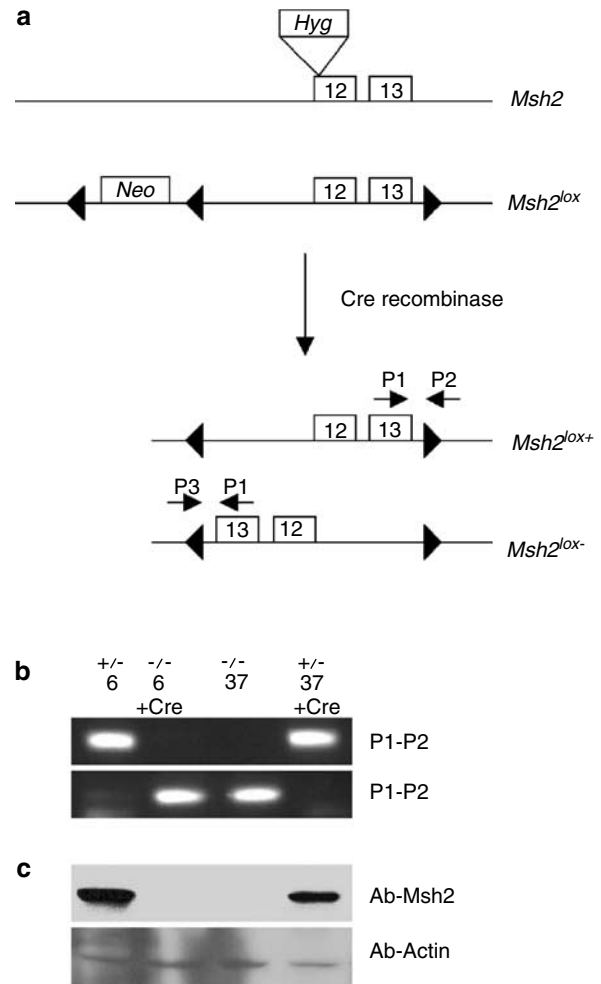 a
Hyg
12 13
Msh2
Neo
12 13
Msh2lox
Cre recombinase
P1 P2
12 13
Msh2lox+
P3 P1
13 12
Msh2lox-
b
+/- -/- -/- +/-
6 6 37 37
+Cre +Cre
P1-P2
P1-P2
c
Ab-Msh2
Ab-Actin